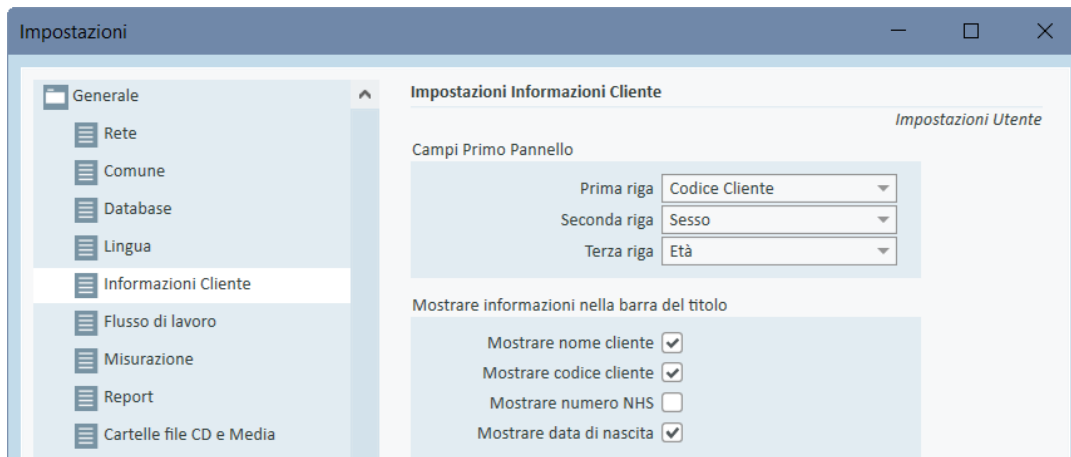 Impostazioni
Generale
Rete
Comune
Database
Lingua
Informazioni Cliente
Flusso di lavoro
Misurazione
Report
Cartelle file CD e Media
Impostazioni Informazioni Cliente
Impostazioni Utente
Campi Primo Pannello
Prima riga Codice Cliente
Seconda riga Sesso
Terza riga Età
Mostrare informazioni nella barra del titolo
Mostrare nome cliente
Mostrare codice cliente
Mostrare numero NHS
Mostrare data di nascita